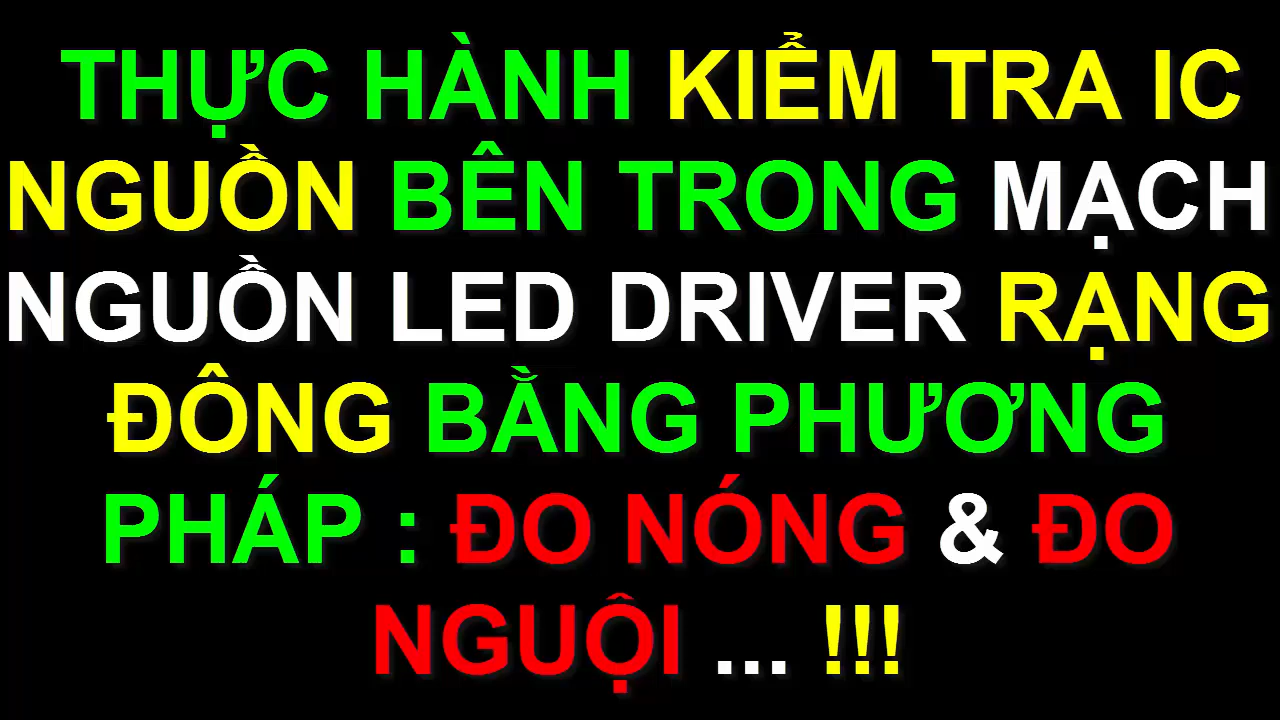 THỰC HÀNH KIỂM TRA IC
NGUỒN BÊN TRONG MẠCH
NGUỒN LED DRIVER RẠNG
ĐÔNG BẰNG PHƯƠNG
PHÁP : ĐO NÓNG & ĐO
NGUỘI ... !!!